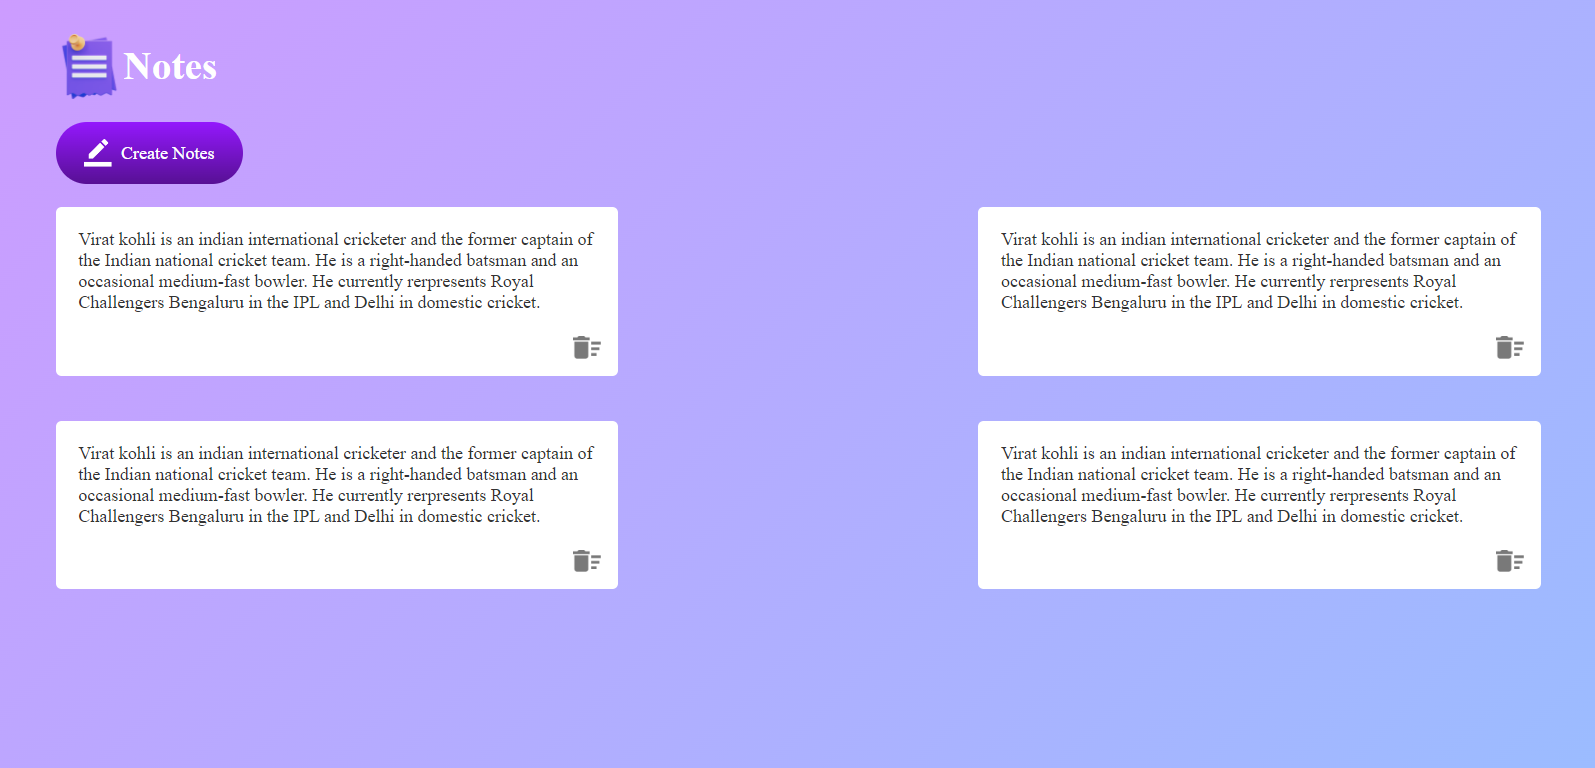 Notes
Create Notes
Virat kohli is an indian international cricketer and the former captain of
the Indian national cricket team. He is a right-handed batsman and an
occasional medium-fast bowler. He currently rerpresents Royal
Challengers Bengaluru in the IPL and Delhi in domestic cricket.
Virat kohli is an indian international cricketer and the former captain of
the Indian national cricket team. He is a right-handed batsman and an
occasional medium-fast bowler. He currently rerpresents Royal
Challengers Bengaluru in the IPL and Delhi in domestic cricket.
Virat kohli is an indian international cricketer and the former captain of
the Indian national cricket team. He is a right-handed batsman and an
occasional medium-fast bowler. He currently rerpresents Royal
Challengers Bengaluru in the IPL and Delhi in domestic cricket.
Virat kohli is an indian international cricketer and the former captain of
the Indian national cricket team. He is a right-handed batsman and an
occasional medium-fast bowler. He currently rerpresents Royal
Challengers Bengaluru in the IPL and Delhi in domestic cricket.